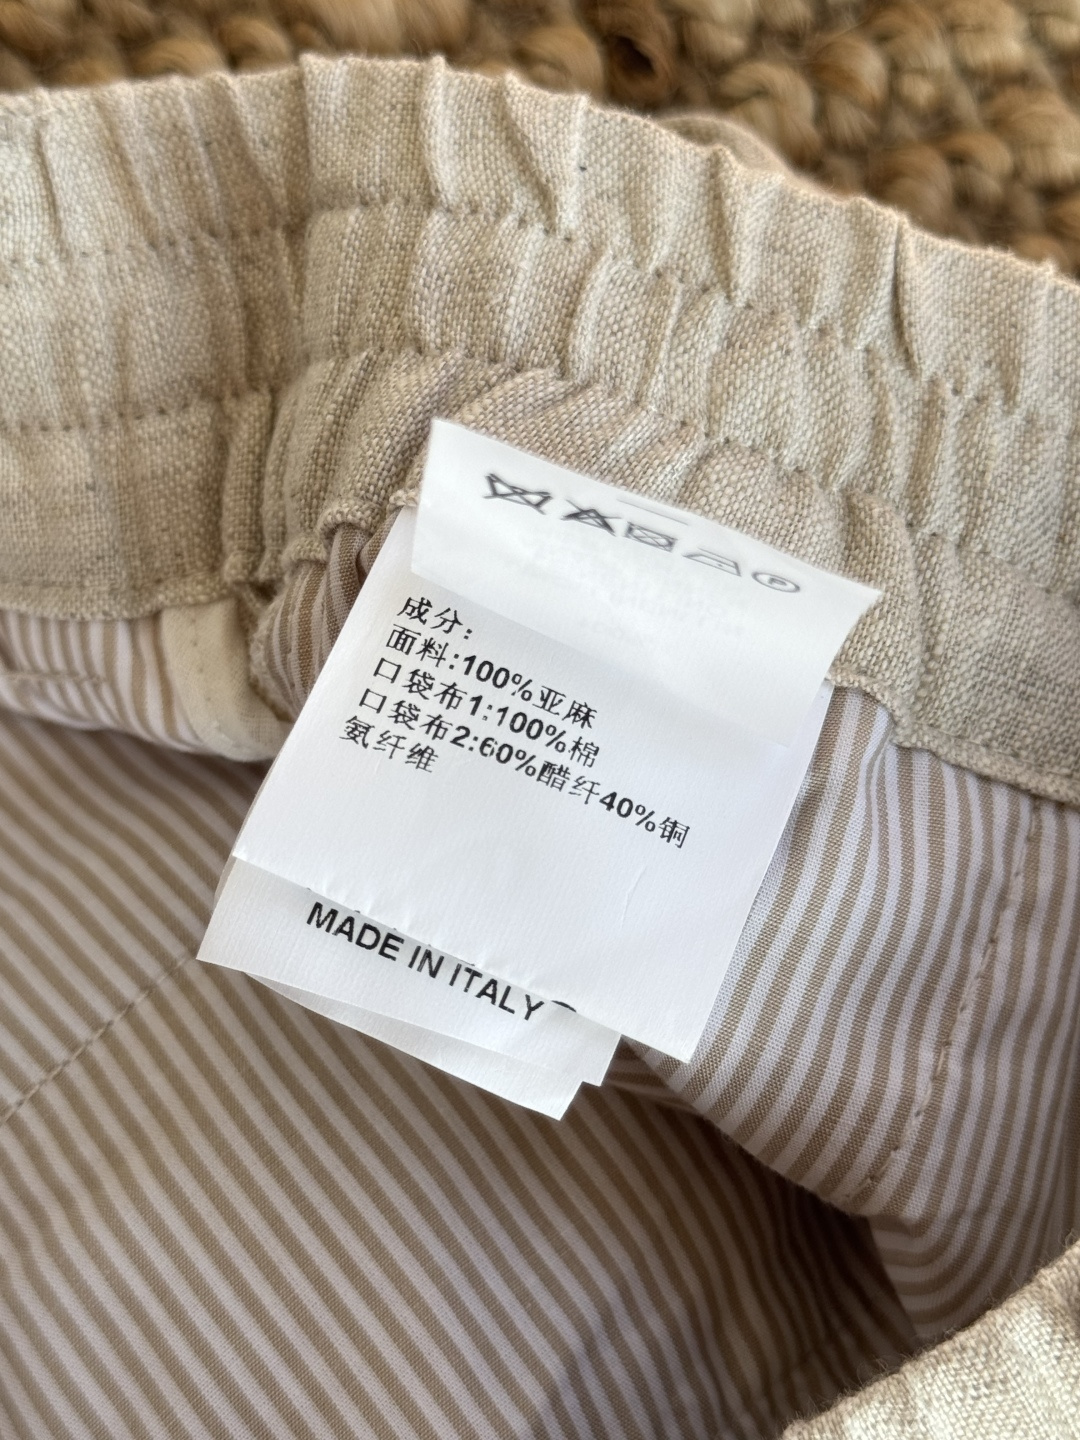 成分:
面料:100%亚麻
口袋布1:100%棉
口袋布2:60%醋纤40%铜
氨纤维
MADE IN ITALY
P